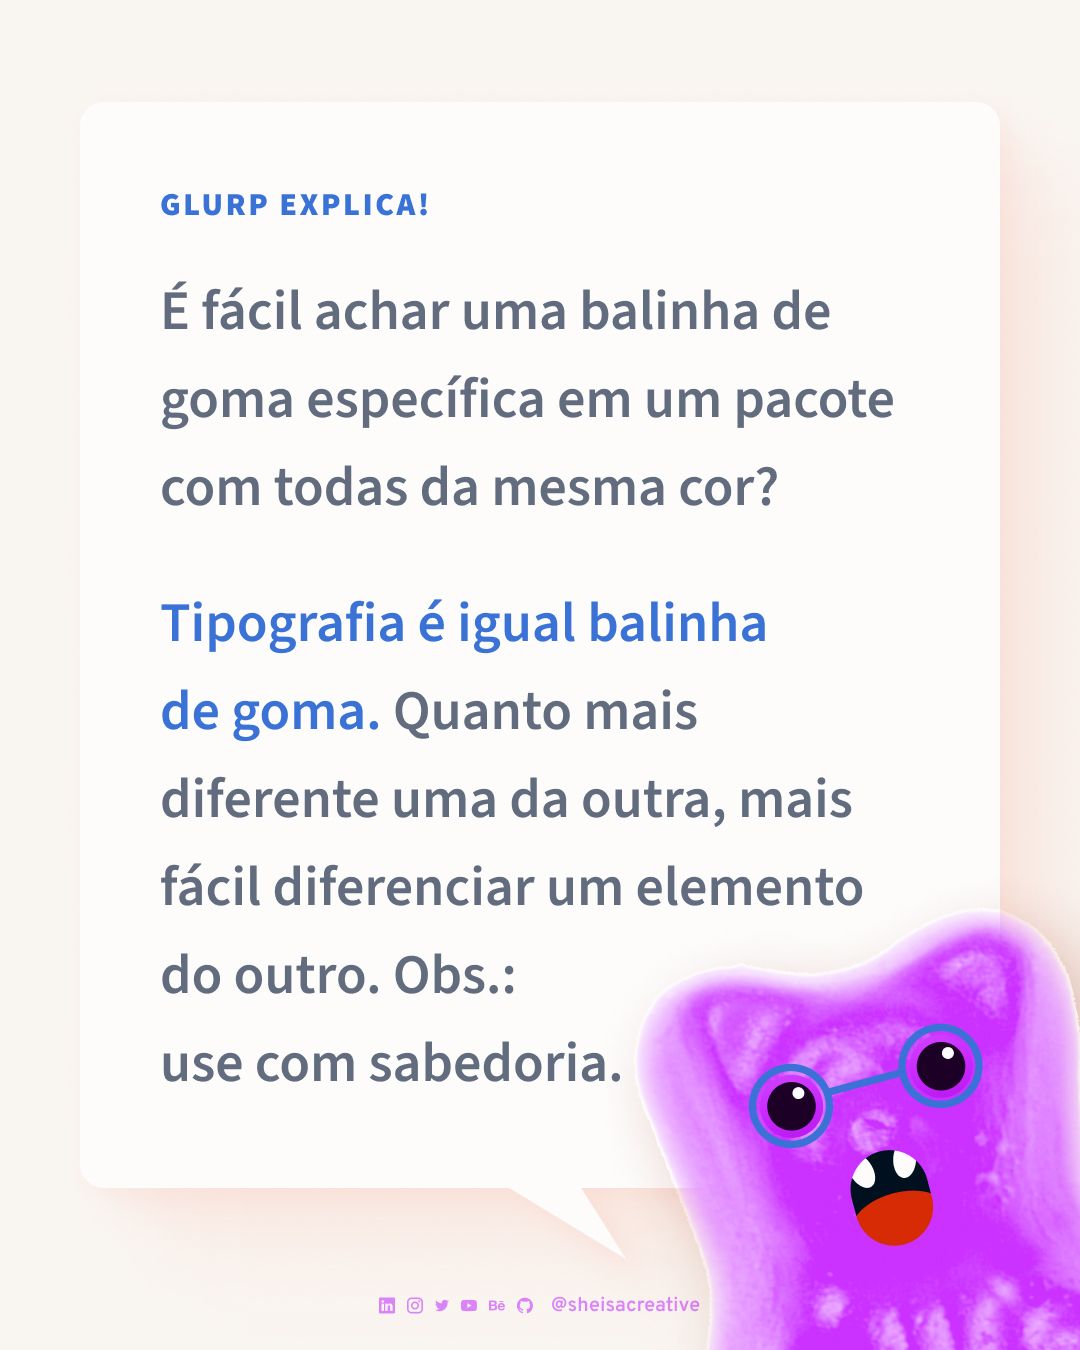 GLURP EXPLICA!
É fácil achar uma balinha de
goma específica em um pacote
com todas da mesma cor?
Tipografia é igual balinha
de goma. Quanto mais
diferente uma da outra, mais
fácil diferenciar um elemento
do outro. Obs.:
use com sabedoria.
Bē @sheisacreative